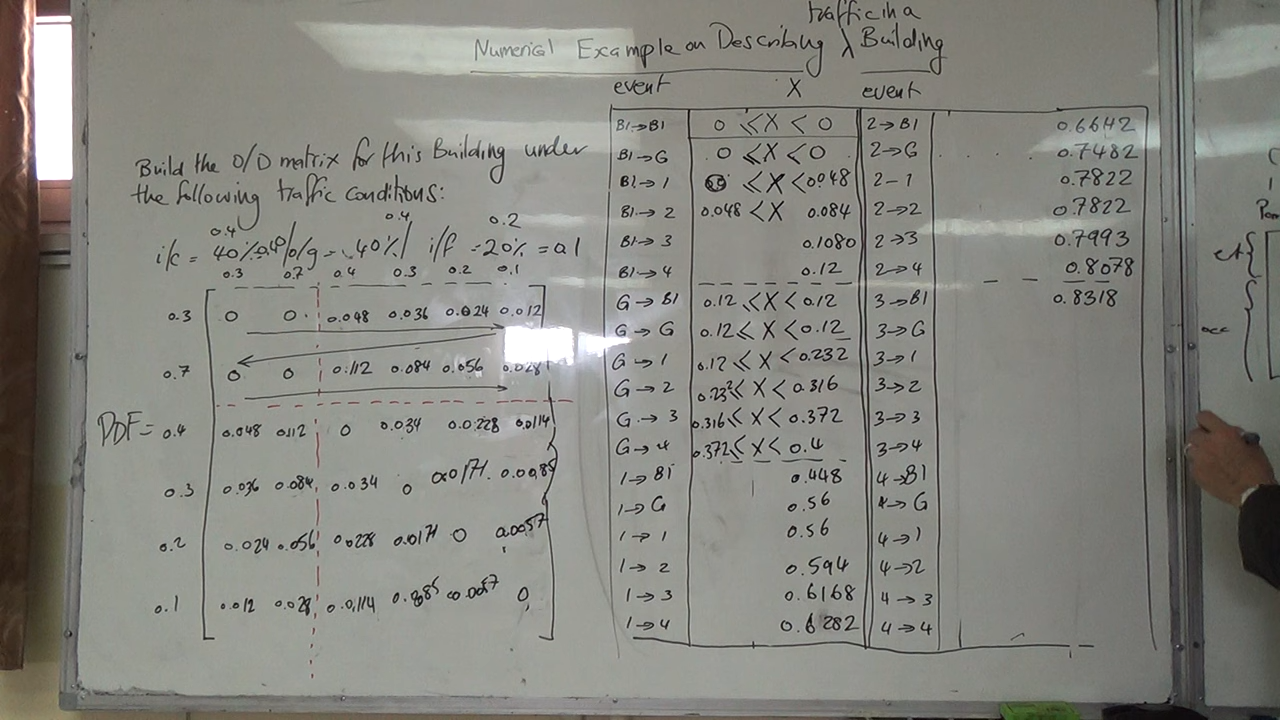 traffic in a
Numerical Example on Describing λ Building
event X event
Build the O/D matrix for this Building under
the following traffic conditions:
0.4 0.4 0.2
i/c = 40% o/g = 40% i/f = 20% =
0.3 0.7 0.4 0.3 0.2 0.1
0.3 0 0 0.048 0.036 0.024 0.012
0.7 0 0 0.112 0.084 0.056 0.028
PDF = 0.4 0.048 0.112 0 0.034 0.0228 0.0114
0.3 0.036 0.084 0.034 0 0.0171 0.0085
0.2 0.024 0.056 0.0228 0.0171 0 0.0057
0.1 0.012 0.028 0.0114 0.0085 0.0057 0
B1→B1 0 ≤ X < 0 2→B1 0.6642
B1→G 0 ≤ X < 0 2→G . . . . 0.7482
B1→1 ≤ X < 0.048 2-1 0.7822
B1→2 0.048 < X 0.084 2→2 0.7822
B1→3 0.1080 2→3 0.7993
B1→4 0.12 2→4 0.8078
G→B1 0.12 ≤ X < 0.12 3→B1 0.8318
G→G 0.12 ≤ X < 0.12 3→G
G→1 0.12 ≤ X < 0.232 3→1
G→2 0.232 ≤ X < 0.316 3→2
G→3 0.316 ≤ X < 0.372 3→3
G→4 0.372 ≤ X < 0.4 3→4
1→B1 0.448 4→B1
1→G 0.56 4→G
1→1 0.56 4→1
1→2 0.594 4→2
1→3 0.6168 4→3
1→4 0.6282 4→4